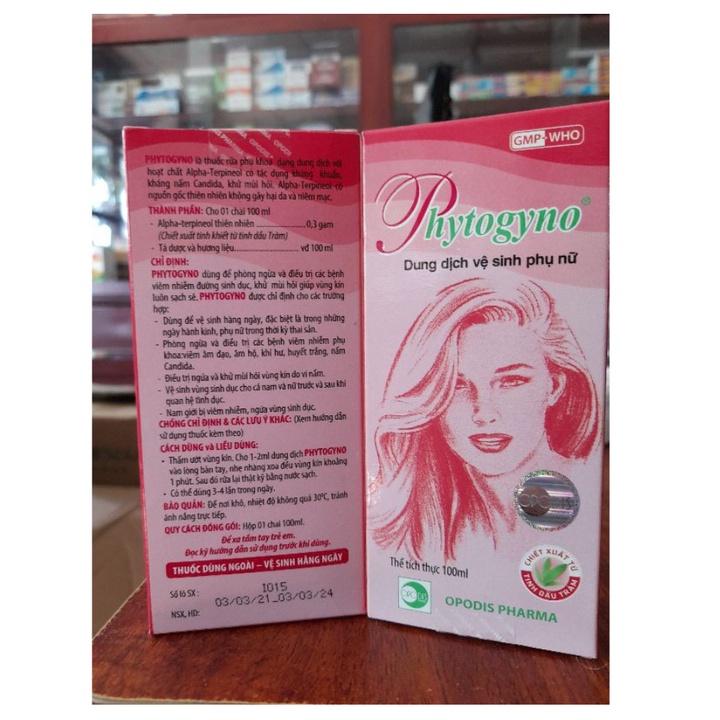 PHYTOGYNO là thuốc rửa phụ khoa dạng dung dịch với
hoạt chất Alpha-Terpineol có tác dụng kháng khuẩn,
kháng nấm Candida, khử mùi hôi. Alpha-Terpineol có
nguồn gốc thiên nhiên không gây hại da và niêm mạc.
THÀNH PHẦN: Cho 01 chai 100 ml
- Alpha-terpineol thiên nhiên ........................0,3 gam
(Chiết xuất tinh khiết từ tinh dầu Tràm)
- Tá dược và hương liệu........................... vđ 100 ml
CHỈ ĐỊNH:
PHYTOGYNO dùng để phòng ngừa và điều trị các bệnh
viêm nhiễm đường sinh dục, khử mùi hôi giúp vùng kín
luôn sạch sẽ. PHYTOGYNO được chỉ định cho các trường
hợp:
- Dùng để vệ sinh hàng ngày, đặc biệt là trong những
ngày hành kinh, phụ nữ trong thời kỳ thai sản.
- Phòng ngừa và điều trị các bệnh viêm nhiễm phụ
khoa:viêm âm đạo, âm hộ, khí hư, huyết trắng, nấm
Candida.
- Điều trị ngứa và khử mùi vùng kín do vi nấm.
- Vệ sinh vùng sinh dục cho cả nam và nữ trước và sau khi
quan hệ tình dục.
- Nam giới bị viêm nhiễm, ngứa vùng sinh dục.
CHỐNG CHỈ ĐỊNH & CÁC LƯU Ý KHÁC: (Xem hướng dẫn
sử dụng thuốc kèm theo)
CÁCH DÙNG và LIỀU DÙNG:
- Thấm ướt vùng kín. Cho 1-2ml dung dịch PHYTOGYNO
vào lòng bàn tay, nhẹ nhàng xoa đều vùng kín khoảng
1 phút. Sau đó rửa lại thật kỹ bằng nước sạch.
- Có thể dùng 3-4 lần trong ngày.
BẢO QUẢN: Để nơi khô, nhiệt độ không quá 30°C, tránh
ánh nắng trực tiếp.
QUY CÁCH ĐÓNG GÓI: Hộp 01 chai 100ml.
Để xa tầm tay trẻ em.
Đọc kỹ hướng dẫn sử dụng trước khi dùng.
THUỐC DÙNG NGOÀI – VỆ SINH HÀNG NGÀY
Số lô SX : I015
NSX, HD: 03/03/21_03/03/24
GMP-WHO
Phytogyno®
Dung dịch vệ sinh phụ nữ
Thể tích thực 100ml
CHIẾT XUẤT TỪ
TINH DẦU TRÀM
OPODIS PHARMA